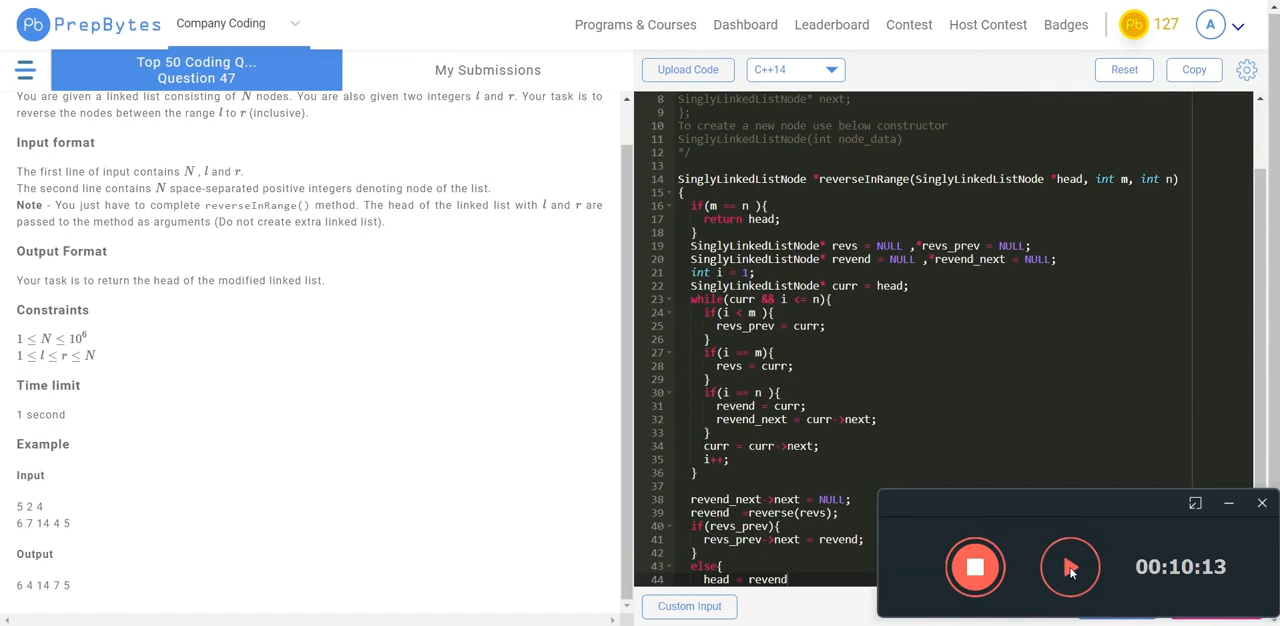 Pb PrepBytes
Company Coding
Programs & Courses
Dashboard
Leaderboard
Contest
Host Contest
Badges
Pb 127
A
Top 50 Coding Q...
Question 47
My Submissions
You are given a linked list consisting of N nodes. You are also given two integers l and r. Your task is to
reverse the nodes between the range l to r (inclusive).
Input format
The first line of input contains N , l and r.
The second line contains N space-separated positive integers denoting node of the list.
Note - You just have to complete reverseInRange() method. The head of the linked list with l and r are
passed to the method as arguments (Do not create extra linked list).
Output Format
Your task is to return the head of the modified linked list.
Constraints
1 ≤ N ≤ 10^6
1 ≤ l ≤ r ≤ N
Time limit
1 second
Example
Input
5 2 4
6 7 14 4 5
Output
6 4 14 7 5
Upload Code
C++14
Reset
Copy
8 SinglyLinkedListNode* next;
9 };
10 To create a new node use below constructor
11 SinglyLinkedListNode(int node_data)
12 */
13
14 SinglyLinkedListNode *reverseInRange(SinglyLinkedListNode *head, int m, int n)
15 {
16 if(m == n ){
17 return head;
18 }
19 SinglyLinkedListNode* revs = NULL ,*revs_prev = NULL;
20 SinglyLinkedListNode* revend = NULL ,*revend_next = NULL;
21 int i = 1;
22 SinglyLinkedListNode* curr = head;
23 while(curr && i <= n){
24 if(i < m ){
25 revs_prev = curr;
26 }
27 if(i == m){
28 revs = curr;
29 }
30 if(i == n ){
31 revend = curr;
32 revend_next = curr->next;
33 }
34 curr = curr->next;
35 i++;
36 }
37
38 revend_next->next = NULL;
39 revend =reverse(revs);
40 if(revs_prev){
41 revs_prev->next = revend;
42 }
43 else{
44 head = revend
Custom Input
00:10:13